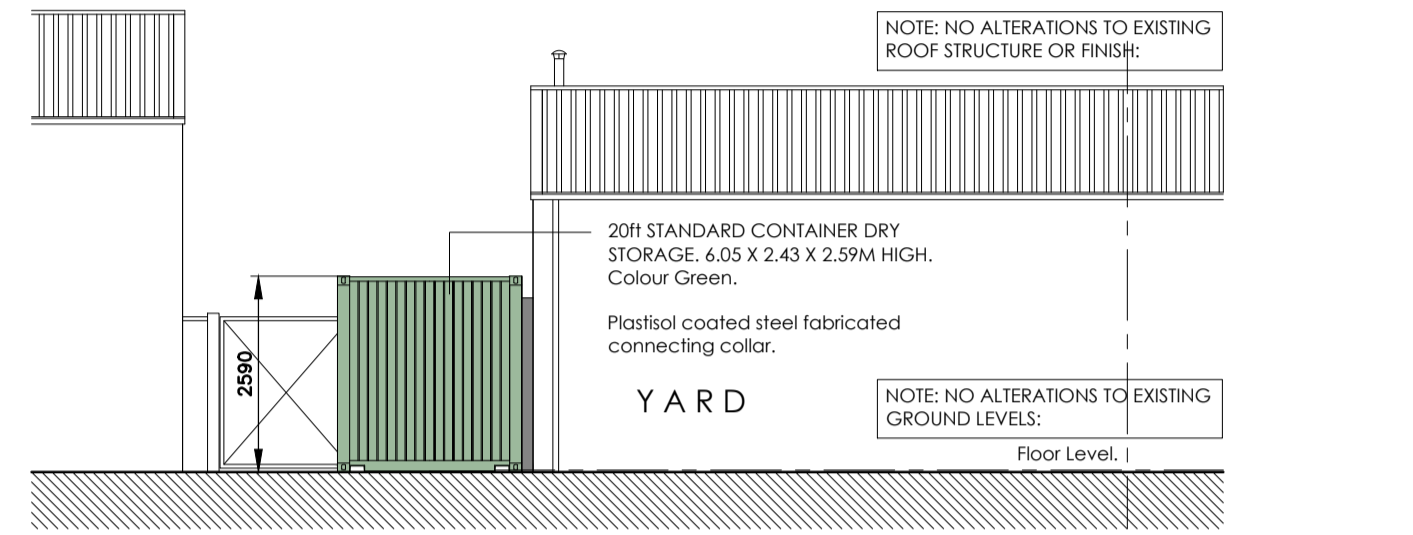 NOTE: NO ALTERATIONS TO EXISTING
ROOF STRUCTURE OR FINISH:
20ft STANDARD CONTAINER DRY
STORAGE. 6.05 X 2.43 X 2.59M HIGH.
Colour Green.
Plastisol coated steel fabricated
connecting collar.
2590
YARD
NOTE: NO ALTERATIONS TO EXISTING
GROUND LEVELS:
Floor Level.